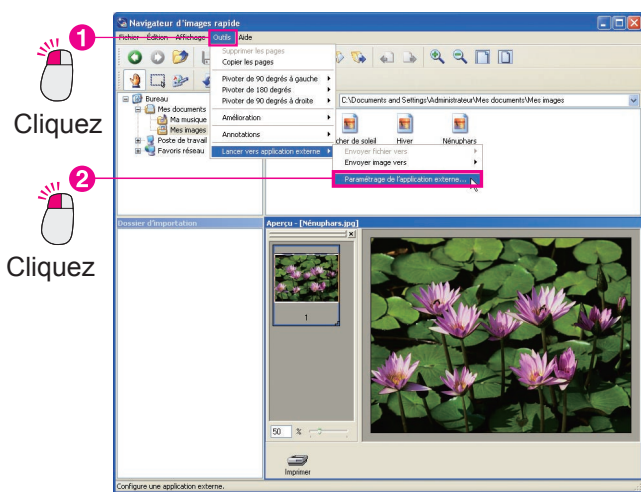 Navigateur d'images rapide
1
Fichier Édition Affichage Outils Aide
Cliquez
Supprimer les pages
Copier les pages
Pivoter de 90 degrés à gauche
Pivoter de 180 degrés
Pivoter de 90 degrés à droite
Amélioration
Annotations
Lancer vers application externe
Bureau
Mes documents
Ma musique
Mes images
Poste de travail
Favoris réseau
C:\Documents and Settings\Administrateur\Mes documents\Mes images
cher de soleil
Hiver
Nénuphars
Envoyer fichier vers
Envoyer image vers
2
Paramétrage de l'application externe...
Cliquez
Dossier d'importation
Aperçu - [Nénuphars.jpg]
1
50 %
Imprimer
Configure une application externe.